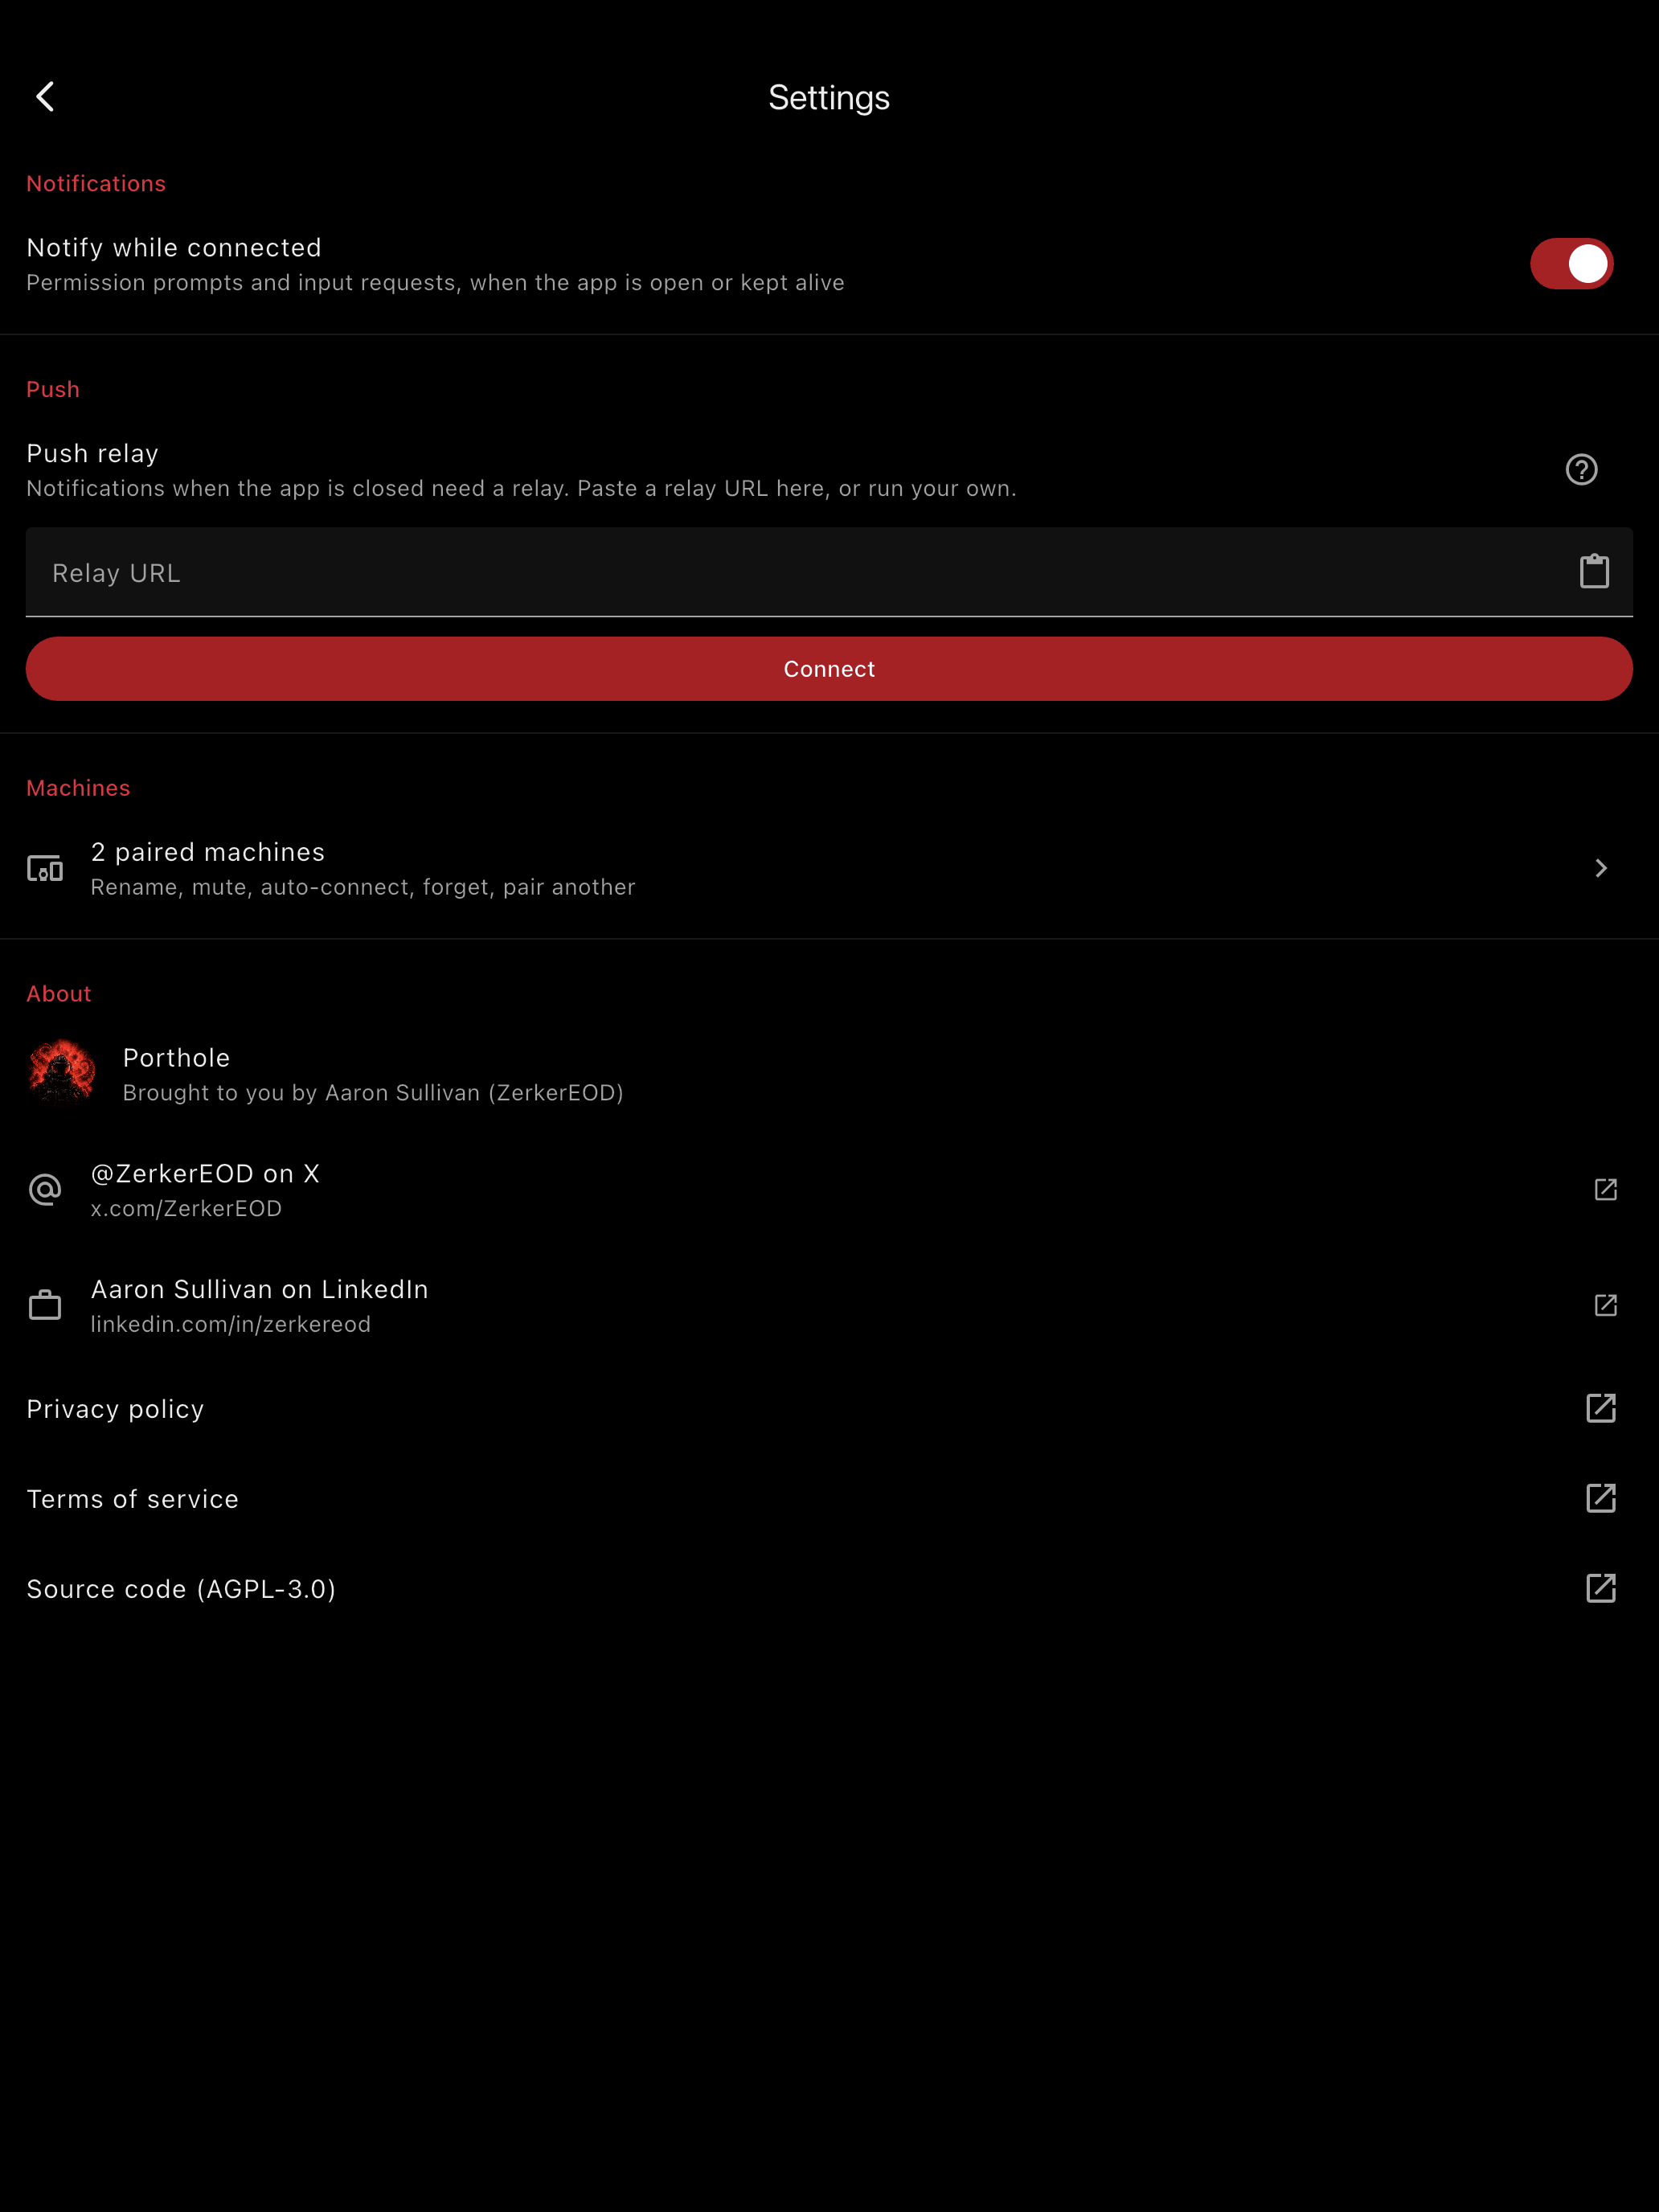 Settings
Notifications
Notify while connected
Permission prompts and input requests, when the app is open or kept alive
Push
Push relay
Notifications when the app is closed need a relay. Paste a relay URL here, or run your own.
Relay URL
Connect
Machines
2 paired machines
Rename, mute, auto-connect, forget, pair another
About
Porthole
Brought to you by Aaron Sullivan (ZerkerEOD)
@ZerkerEOD on X
x.com/ZerkerEOD
Aaron Sullivan on LinkedIn
linkedin.com/in/zerkereod
Privacy policy
Terms of service
Source code (AGPL-3.0)